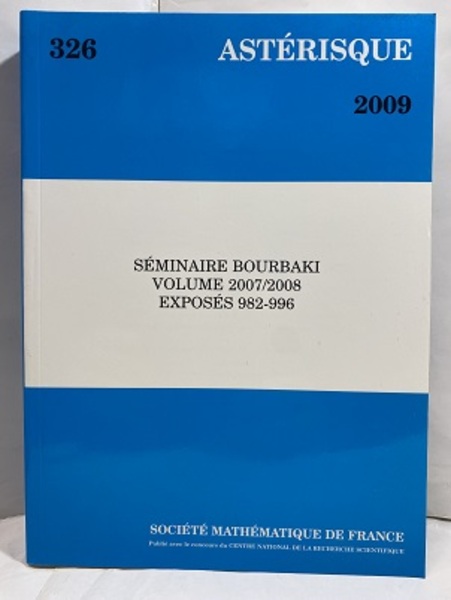 326 ASTÉRISQUE
2009
SÉMINAIRE BOURBAKI
VOLUME 2007/2008
EXPOSÉS 982-996
SOCIÉTÉ MATHÉMATIQUE DE FRANCE
Publié avec le concours du CENTRE NATIONAL DE LA RECHERCHE SCIENTIFIQUE